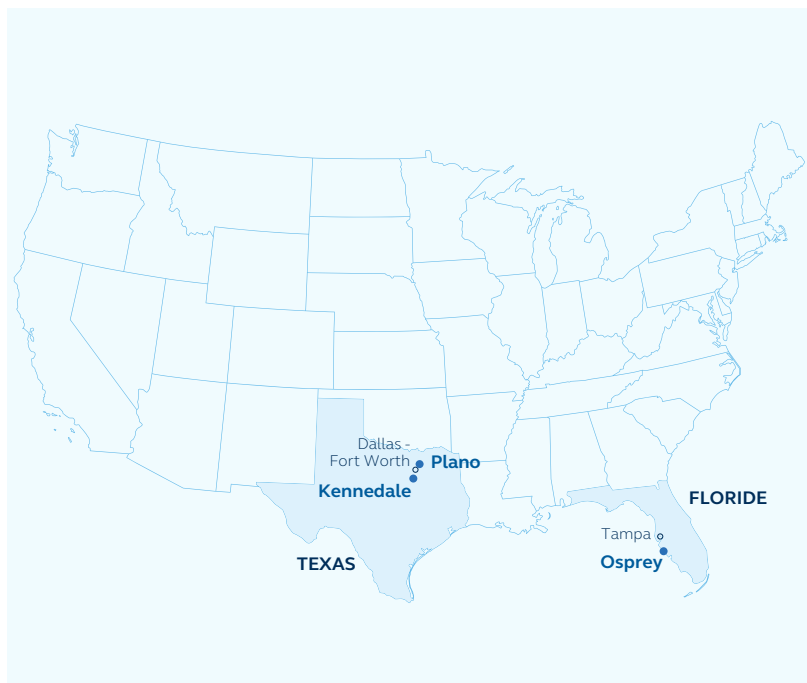 Dallas -
Fort Worth
Plano
Kennedale
TEXAS
FLORIDE
Tampa
Osprey